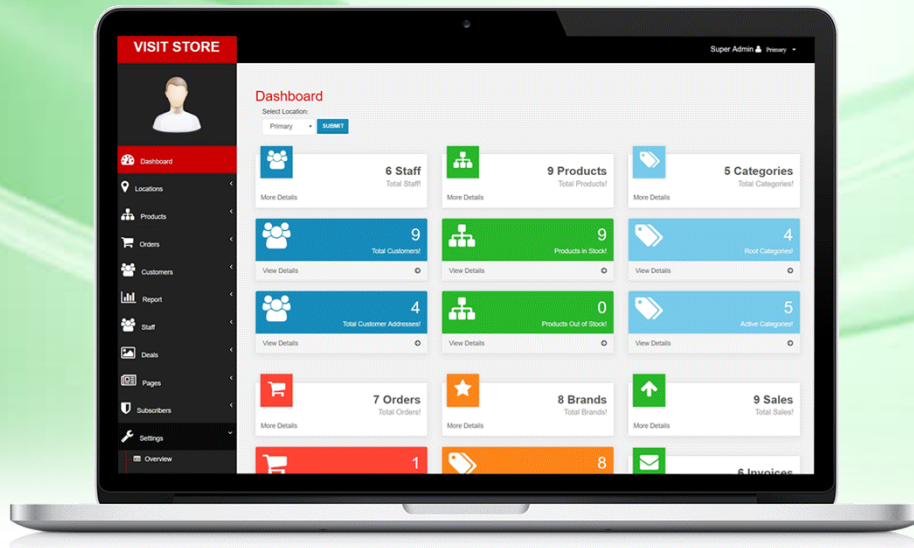 VISIT STORE
Super Admin Primary
Dashboard
Select Location:
Primary SUBMIT
Dashboard
Locations
Products
Orders
Customers
Report
Staff
Deals
Pages
Subscribers
Settings
Overview
6 Staff
Total Staff!
More Details
9 Products
Total Products!
More Details
5 Categories
Total Categories!
More Details
9
Total Customers!
View Details
9
Products in Stock!
View Details
4
Root Categories!
View Details
4
Total Customer Addresses!
View Details
0
Products Out of Stock!
View Details
5
Active Categories!
View Details
7 Orders
Total Orders!
More Details
8 Brands
Total Brands!
More Details
9 Sales
Total Sales!
More Details
1
8
6 Invoices